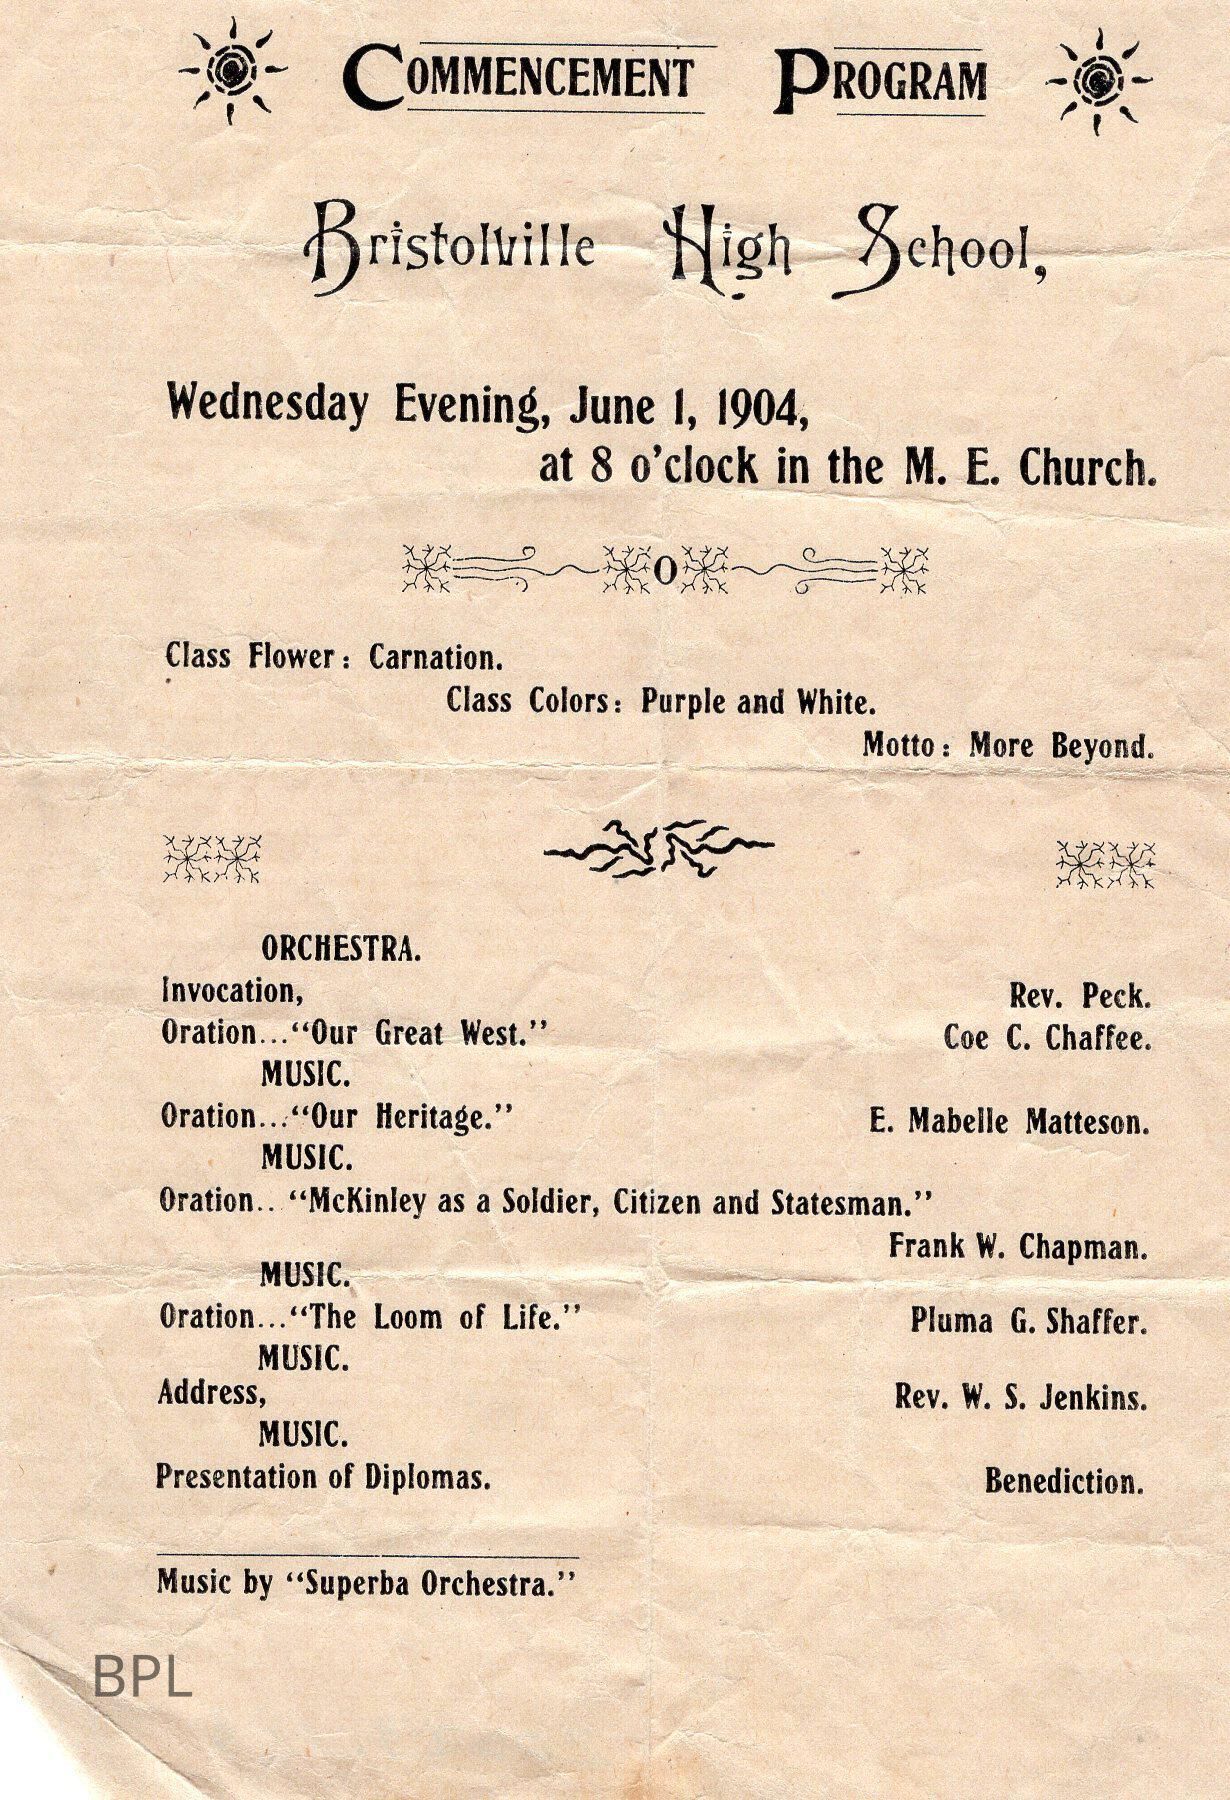 COMMENCEMENT PROGRAM
Bristolville High School,
Wednesday Evening, June 1, 1904,
at 8 o'clock in the M. E. Church.
O
Class Flower: Carnation.
Class Colors: Purple and White.
Motto: More Beyond.
ORCHESTRA.
Invocation, Rev. Peck.
Oration..."Our Great West." Coe C. Chaffee.
MUSIC.
Oration..."Our Heritage." E. Mabelle Matteson.
MUSIC.
Oration.. "McKinley as a Soldier, Citizen and Statesman."
Frank W. Chapman.
MUSIC.
Oration..."The Loom of Life." Pluma G. Shaffer.
MUSIC.
Address, Rev. W. S. Jenkins.
MUSIC.
Presentation of Diplomas. Benediction.
Music by "Superba Orchestra."
BPL